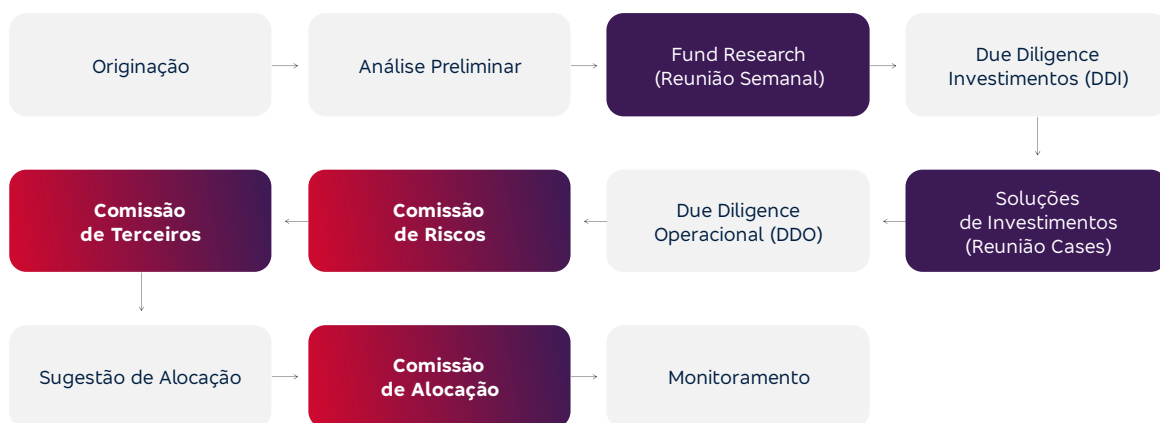 Originação
Análise Preliminar
Fund Research
(Reunião Semanal)
Due Diligence
Investimentos (DDI)
Soluções
de Investimentos
(Reunião Cases)
Due Diligence
Operacional (DDO)
Comissão
de Riscos
Comissão
de Terceiros
Sugestão de Alocação
Comissão
de Alocação
Monitoramento